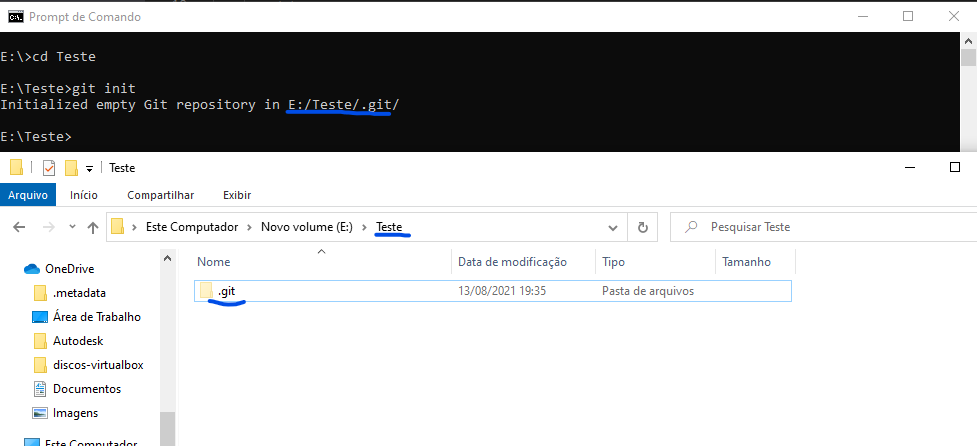 Prompt de Comando
E:\>cd Teste
E:\Teste>git init
Initialized empty Git repository in E:/Teste/.git/
E:\Teste>
Teste
Arquivo Início Compartilhar Exibir
Este Computador Novo volume (E:) Teste
Pesquisar Teste
Nome Data de modificação Tipo Tamanho
.git 13/08/2021 19:35 Pasta de arquivos
OneDrive
.metadata
Área de Trabalho
Autodesk
discos-virtualbox
Documentos
Imagens
Este Computador